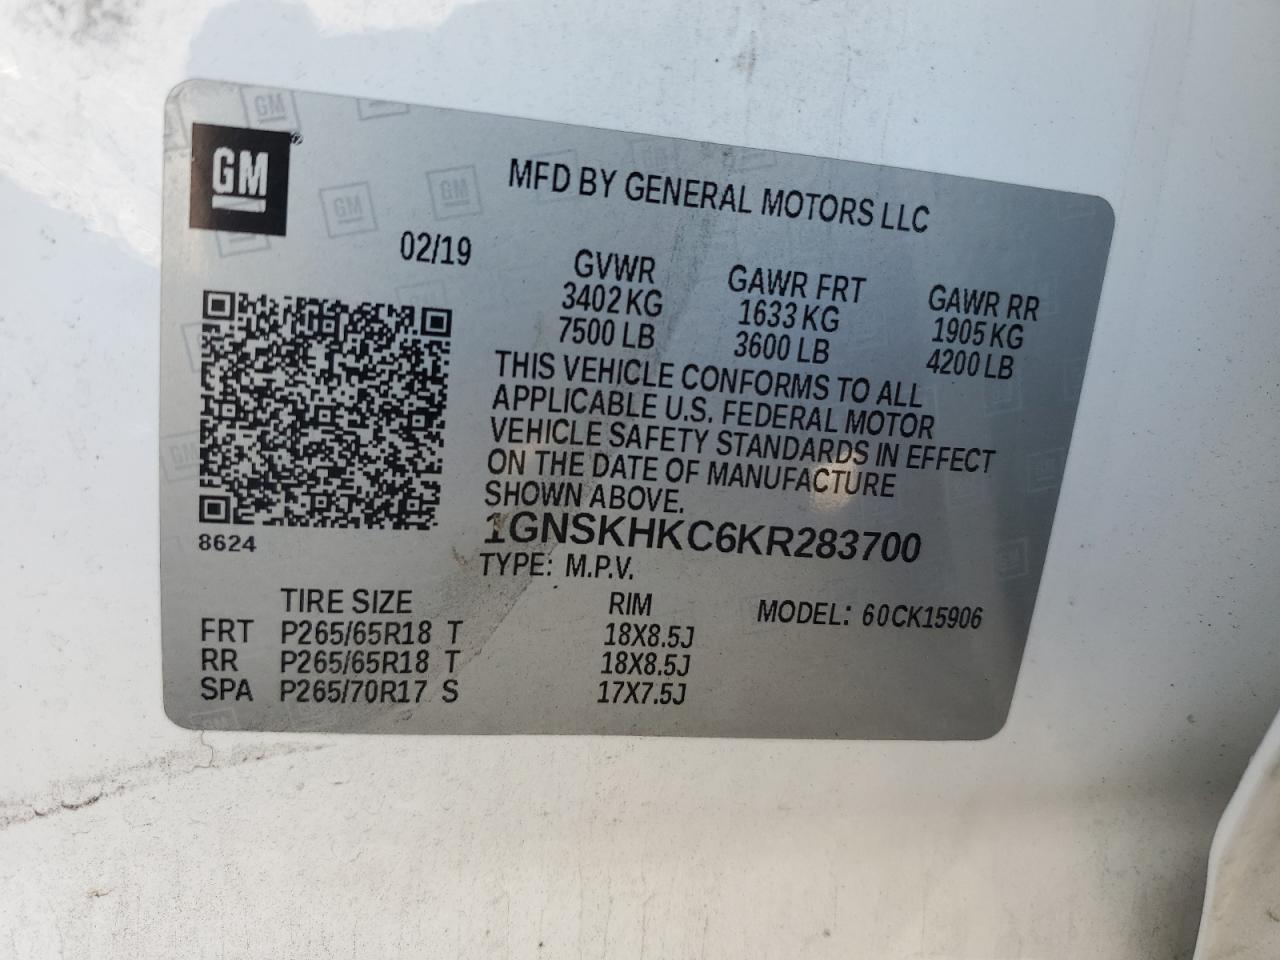 GM
MFD BY GENERAL MOTORS LLC
02/19
GVWR GAWR FRT GAWR RR
3402 KG 1633 KG 1905 KG
7500 LB 3600 LB 4200 LB
THIS VEHICLE CONFORMS TO ALL
APPLICABLE U.S. FEDERAL MOTOR
VEHICLE SAFETY STANDARDS IN EFFECT
ON THE DATE OF MANUFACTURE
SHOWN ABOVE.
1GNSKHKC6KR283700
8624
TYPE: M.P.V.
MODEL: 60CK15906
TIRE SIZE RIM
FRT P265/65R18 T 18X8.5J
RR P265/65R18 T 18X8.5J
SPA P265/70R17 S 17X7.5J